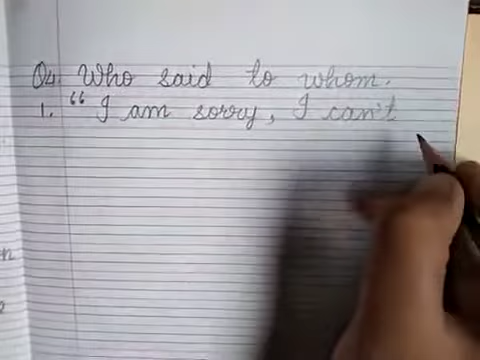 Q4. Who said to whom.
1. “I am sorry, I can't